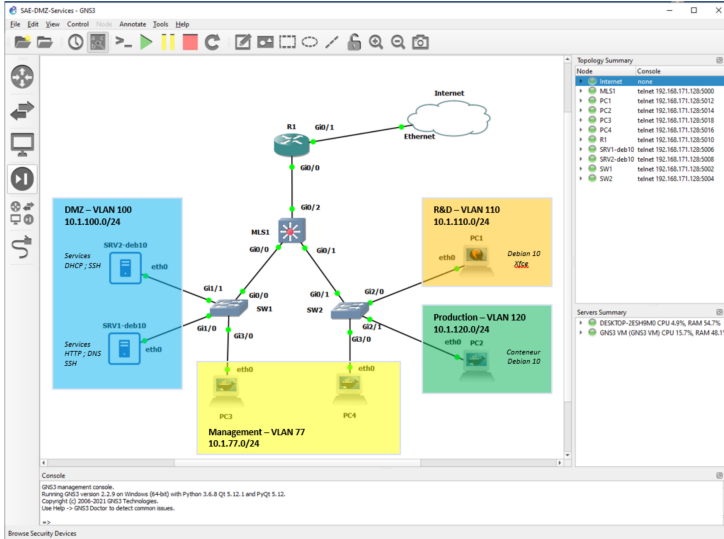 SAE-DMZ-Services - GNS3
File Edit View Control Node Annotate Tools Help
Topology Summary
Node Console
Internet none
MLS1 telnet 192.168.171.128:5000
PC1 telnet 192.168.171.128:5012
PC2 telnet 192.168.171.128:5014
PC3 telnet 192.168.171.128:5018
PC4 telnet 192.168.171.128:5016
R1 telnet 192.168.171.128:5010
SRV1-deb10 telnet 192.168.171.128:5006
SRV2-deb10 telnet 192.168.171.128:5008
SW1 telnet 192.168.171.128:5002
SW2 telnet 192.168.171.128:5004
Internet
R1 Gi0/1
Ethernet
Gi0/0
DMZ – VLAN 100
10.1.100.0/24
R&D – VLAN 110
10.1.110.0/24
Gi0/2
MLS1
SRV2-deb10
Services
DHCP ; SSH
eth0
Gi0/0 Gi0/1
PC1
eth0
Debian 10
Xfce
Gi1/1
Gi0/0
SW1
Gi0/1
Gi2/0
SW2
Gi2/1
Production – VLAN 120
10.1.120.0/24
SRV1-deb10
Services
HTTP ; DNS
SSH
eth0
Gi1/0
Gi3/0
Gi3/0
eth0
PC2
Conteneur
Debian 10
eth0
eth0
PC3
PC4
Management – VLAN 77
10.1.77.0/24
Servers Summary
DESKTOP-2ESH9M0 CPU 4.9%, RAM 54.7%
GNS3 VM (GNS3 VM) CPU 15.7%, RAM 48.1%
Console
GNS3 management console.
Running GNS3 version 2.2.9 on Windows (64-bit) with Python 3.6.8 Qt 5.12.1 and PyQt 5.12.
Copyright (c) 2006-2021 GNS3 Technologies.
Use Help -> GNS3 Doctor to detect common issues.
=>
Browse Security Devices